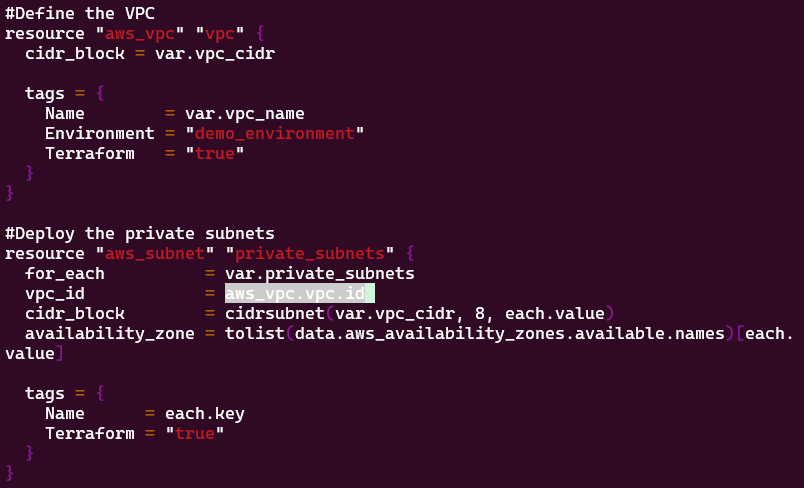 #Define the VPC
resource "aws_vpc" "vpc" {
  cidr_block = var.vpc_cidr

  tags = {
    Name        = var.vpc_name
    Environment = "demo_environment"
    Terraform   = "true"
  }
}

#Deploy the private subnets
resource "aws_subnet" "private_subnets" {
  for_each          = var.private_subnets
  vpc_id            = aws_vpc.vpc.id
  cidr_block        = cidrsubnet(var.vpc_cidr, 8, each.value)
  availability_zone = tolist(data.aws_availability_zones.available.names)[each.
value]

  tags = {
    Name      = each.key
    Terraform = "true"
  }
}